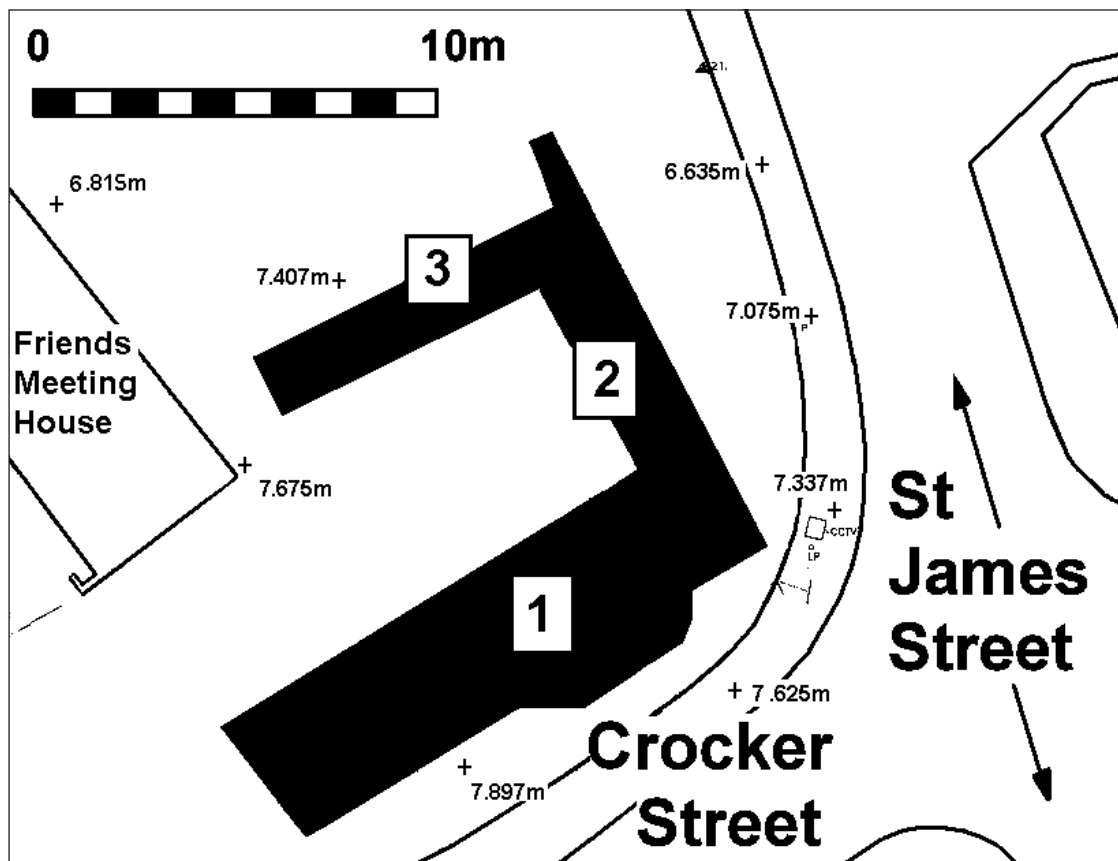 0 10m
6.815m
6.635m
3
7.407m
7.075m
P
Friends
Meeting
House
2
7.675m
7.337m
CCTV
LP
St
James
Street
1
7.625m
7.897m
Crocker
Street